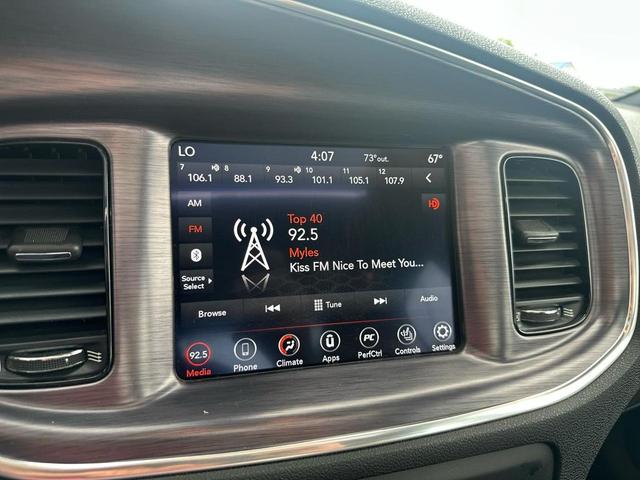 LO 4:07 73°out. 67°
7 8 9 10 11 12
106.1 88.1 93.3 101.1 105.1 107.9
AM
FM
Source
Select
Top 40
92.5
Myles
Kiss FM Nice To Meet You...
HD
Browse Tune Audio
92.5 PC
Media Phone Climate Apps PerfCtrl Controls Settings